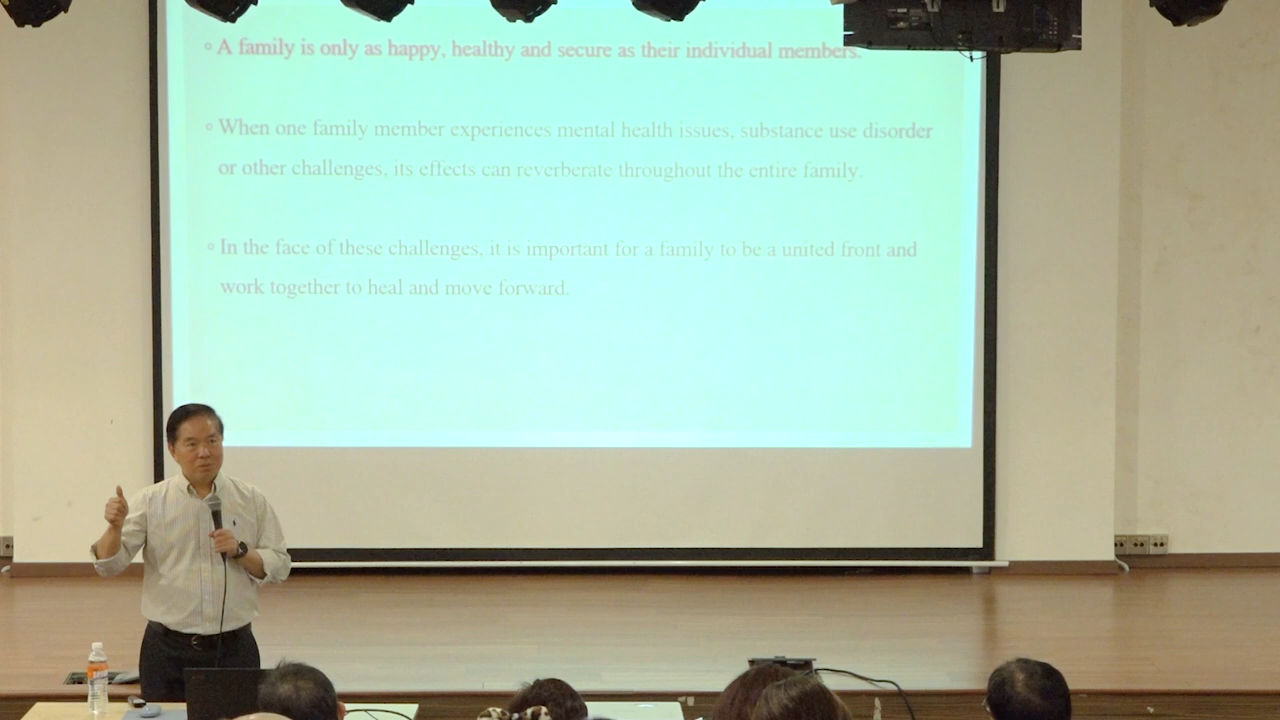 A family is only as happy, healthy and secure as their individual members.
When one family member experiences mental health issues, substance use disorder
or other challenges, its effects can reverberate throughout the entire family.
In the face of these challenges, it is important for a family to be a united front and
work together to heal and move forward.